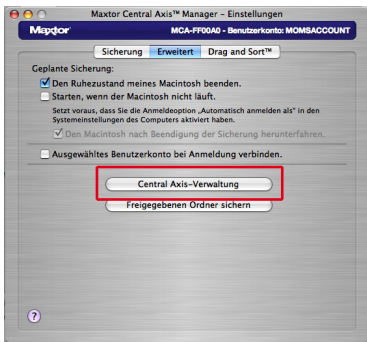 Maxtor Central Axis™ Manager - Einstellungen
Maxtor
MCA-FF00A0 - Benutzerkonto: MOMSACCOUNT
Sicherung Erweitert Drag and Sort™
Geplante Sicherung:
Den Ruhezustand meines Macintosh beenden.
Starten, wenn der Macintosh nicht läuft.
Setzt voraus, dass Sie die Anmeldeoption „Automatisch anmelden als" in den
Systemeinstellungen des Computers aktiviert haben.
Den Macintosh nach Beendigung der Sicherung herunterfahren.
Ausgewähltes Benutzerkonto bei Anmeldung verbinden.
Central Axis-Verwaltung
Freigegebenen Ordner sichern
?